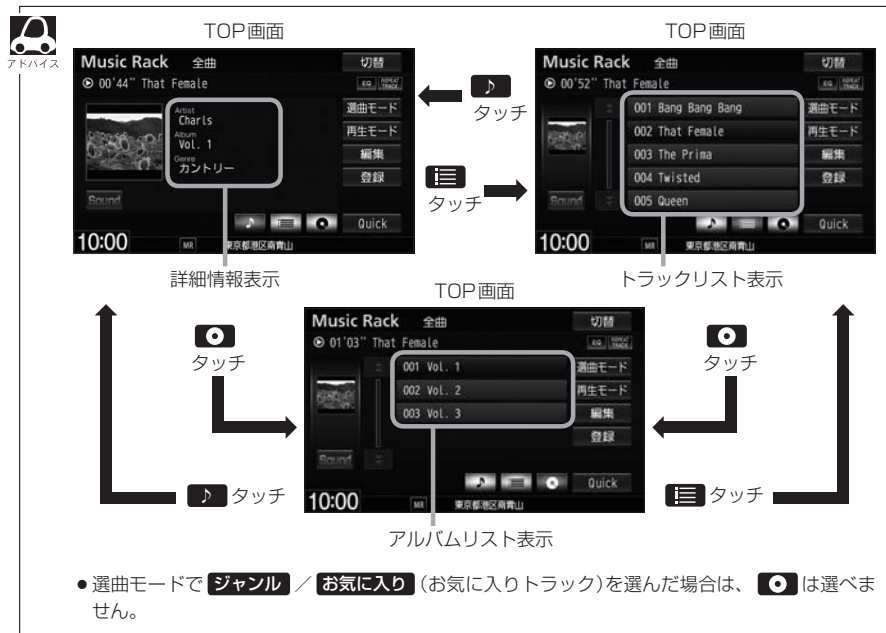 アドバイス
TOP画面
Music Rack 全曲 切替
00'44" That Female EQ REPEAT TRACK
Artist
Charls
Album
Vol. 1
Genre
カントリー
選曲モード
再生モード
編集
登録
Sound
Quick
10:00 MR 東京都港区南青山
詳細情報表示
♪ タッチ
タッチ
TOP画面
Music Rack 全曲 切替
00'52" That Female EQ REPEAT TRACK
001 Bang Bang Bang
002 That Female
003 The Prima
004 Twisted
005 Queen
選曲モード
再生モード
編集
登録
Sound
Quick
10:00 MR 東京都港区南青山
トラックリスト表示
TOP画面
Music Rack 全曲 切替
01'03" That Female EQ REPEAT TRACK
001 Vol. 1
002 Vol. 2
003 Vol. 3
選曲モード
再生モード
編集
登録
Sound
Quick
10:00 MR 東京都港区南青山
アルバムリスト表示
タッチ
タッチ
♪ タッチ
タッチ
●選曲モードで ジャンル / お気に入り (お気に入りトラック)を選んだ場合は、 は選べま
せん。